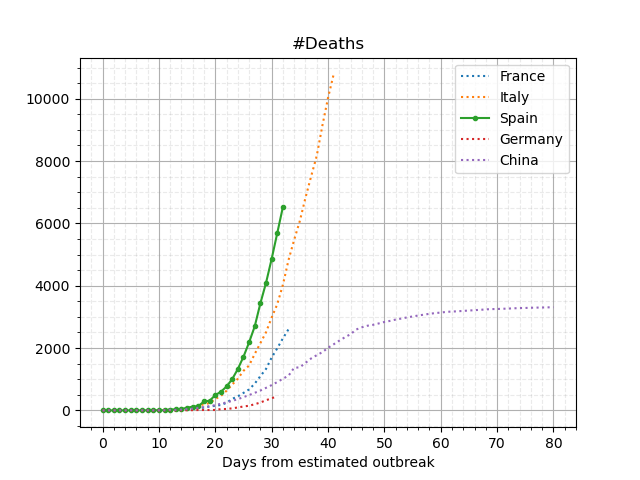 #Deaths
France
Italy
Spain
Germany
China
10000
8000
6000
4000
2000
0
0 10 20 30 40 50 60 70 80
Days from estimated outbreak